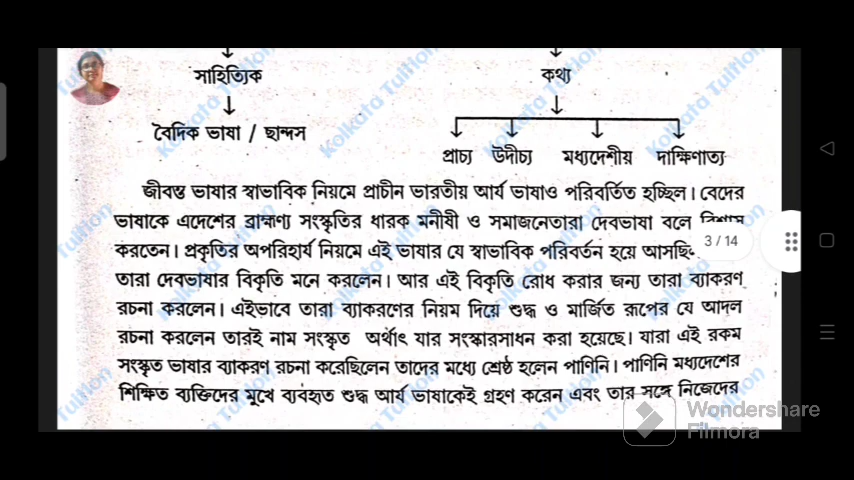 সাহিত্যিক কথ্য
বৈদিক ভাষা / ছান্দস
প্রাচ্য উদীচ্য মধ্যদেশীয় দাক্ষিণাত্য
জীবন্ত ভাষার স্বাভাবিক নিয়মে প্রাচীন ভারতীয় আর্য ভাষাও পরিবর্তিত হচ্ছিল। বেদের
ভাষাকে এদেশের ব্রাহ্মণ্য সংস্কৃতির ধারক মনীষী ও সমাজনেতারা দেবভাষা বলে বিশ্বাস
করতেন। প্রকৃতির অপরিহার্য নিয়মে এই ভাষার যে স্বাভাবিক পরিবর্তন হয়ে আসছি
3 / 14
তারা দেবভাষার বিকৃতি মনে করলেন। আর এই বিকৃতি রোধ করার জন্য তারা ব্যাকরণ
রচনা করলেন। এইভাবে তারা ব্যাকরণের নিয়ম দিয়ে শুদ্ধ ও মার্জিত রূপের যে আদল
রচনা করলেন তারই নাম সংস্কৃত অর্থাৎ যার সংস্কারসাধন করা হয়েছে। যারা এই রকম
সংস্কৃত ভাষার ব্যাকরণ রচনা করেছিলেন তাদের মধ্যে শ্রেষ্ঠ হলেন পাণিনি। পাণিনি মধ্যদেশের
শিক্ষিত ব্যক্তিদের মুখে ব্যবহৃত শুদ্ধ আর্য ভাষাকেই গ্রহণ করেন এবং তার সঙ্গে নিজেদের
Wondershare
Filmora
Kolkata Tuition